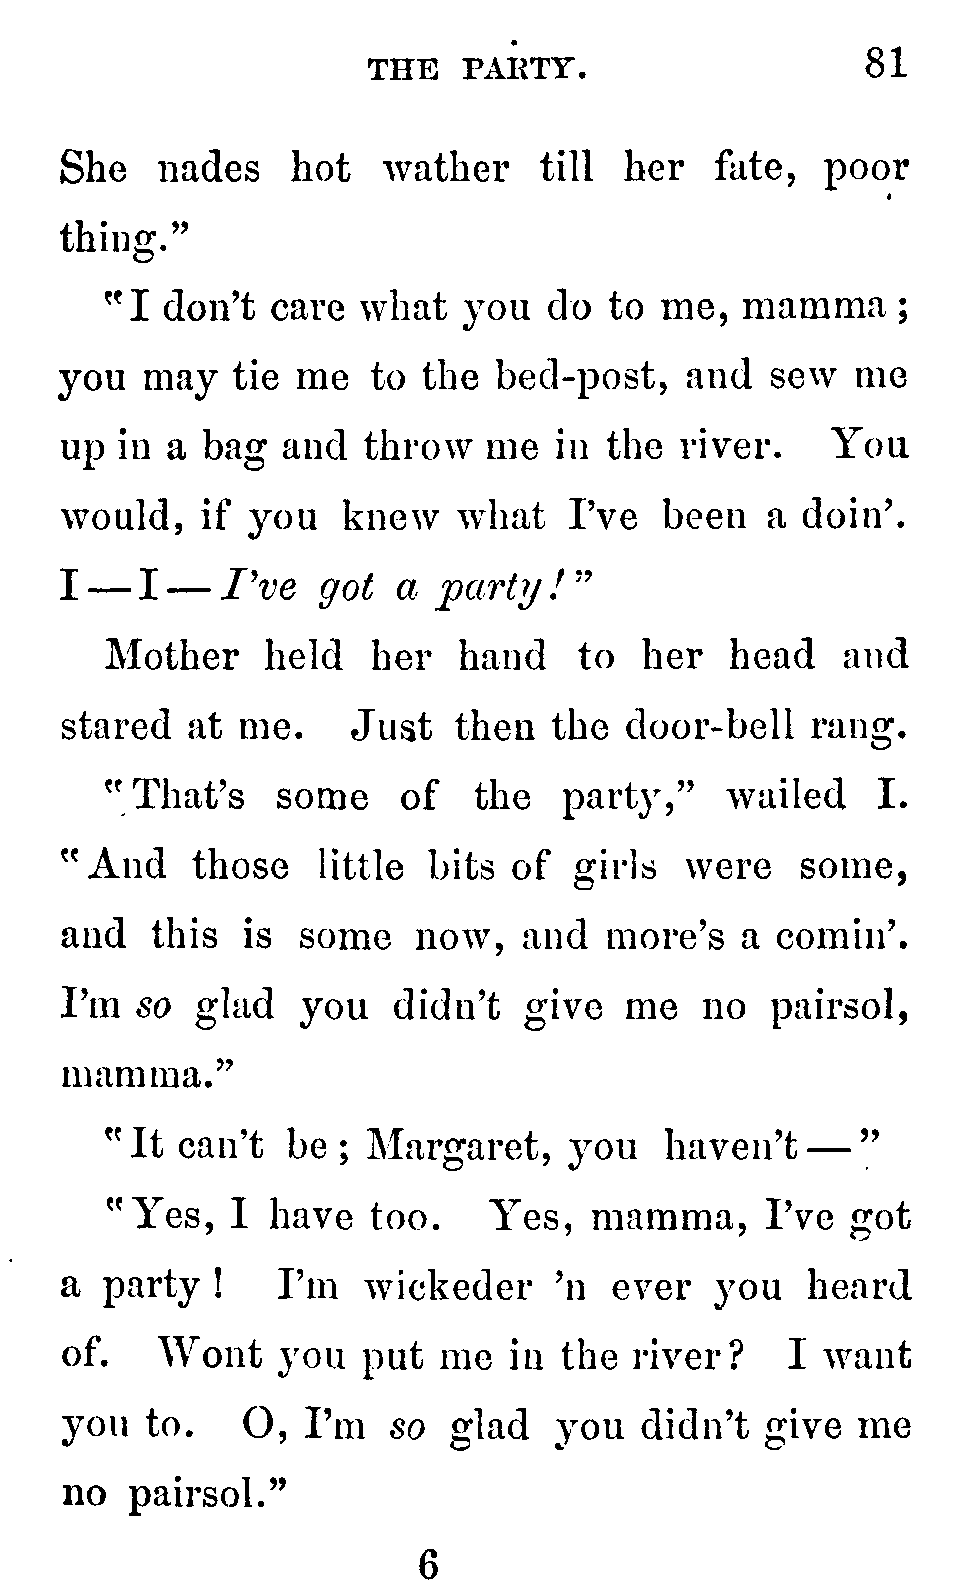 THE PARTY. 81
She nades hot wather till her fate, poor
thing."
"I don't care what you do to me, mamma;
you may tie me to the bed-post, and sew me
up in a bag and throw me in the river. You
would, if you knew what I've been a doin'.
I—I—I've got a party!"
Mother held her hand to her head and
stared at me. Just then the door-bell rang.
"That's some of the party," wailed I.
"And those little bits of girls were some,
and this is some now, and more's a comin'.
I'm so glad you didn't give me no pairsol,
mamma."
"It can't be; Margaret, you haven't—"
"Yes, I have too. Yes, mamma, I've got
a party! I'm wickeder 'n ever you heard
of. Wont you put me in the river? I want
you to. O, I'm so glad you didn't give me
no pairsol."
6